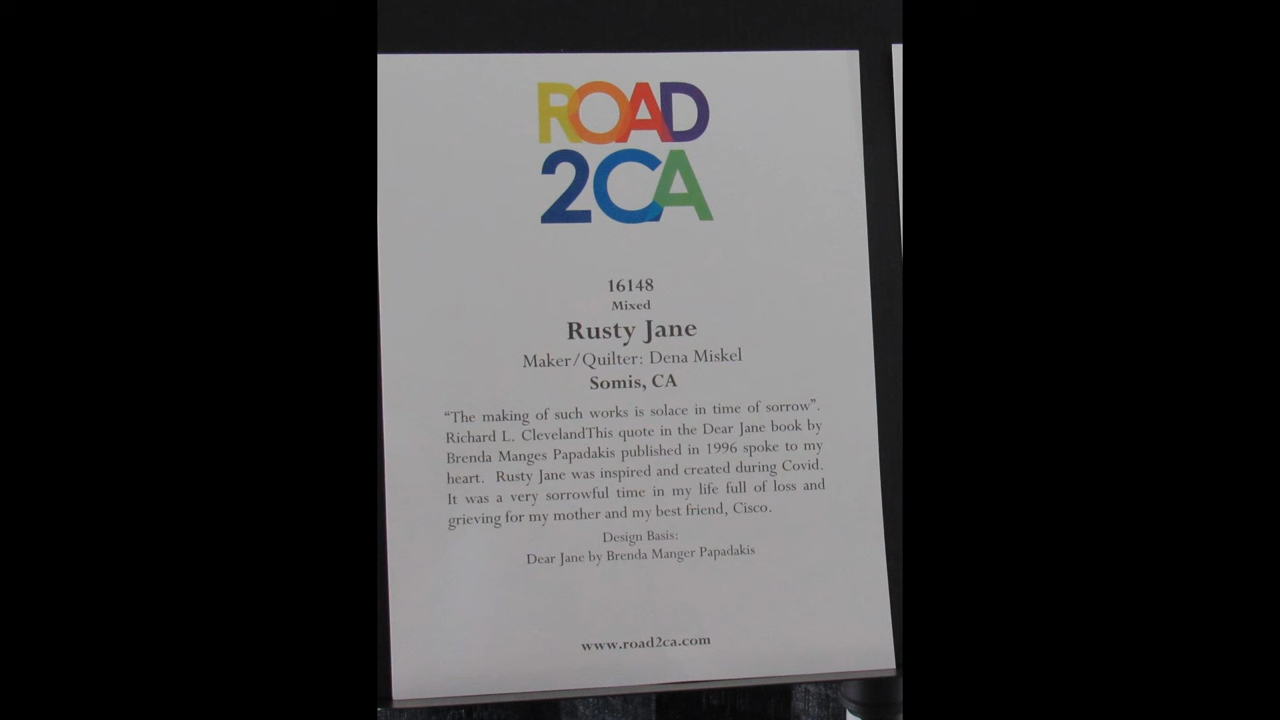 ROAD
2CA
16148
Mixed
Rusty Jane
Maker/Quilter: Dena Miskel
Somis, CA
“The making of such works is solace in time of sorrow”.
Richard L. ClevelandThis quote in the Dear Jane book by
Brenda Manges Papadakis published in 1996 spoke to my
heart. Rusty Jane was inspired and created during Covid.
It was a very sorrowful time in my life full of loss and
grieving for my mother and my best friend, Cisco.
Design Basis:
Dear Jane by Brenda Manger Papadakis
www.road2ca.com